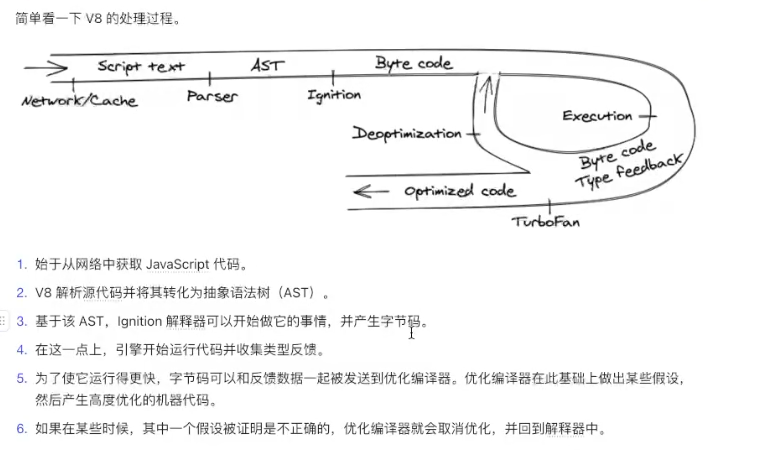 简单看一下 V8 的处理过程。
Script text
AST
Byte code
Network/Cache
Parser
Ignition
Execution
Deoptimization
Byte code
Type feedback
Optimized code
TurboFan
1. 始于从网络中获取 JavaScript 代码。
2. V8 解析源代码并将其转化为抽象语法树（AST）。
3. 基于该 AST，Ignition 解释器可以开始做它的事情，并产生字节码。
4. 在这一点上，引擎开始运行代码并收集类型反馈。
5. 为了使它运行得更快，字节码可以和反馈数据一起被发送到优化编译器。优化编译器在此基础上做出某些假设，
然后产生高度优化的机器代码。
6. 如果在某些时候，其中一个假设被证明是不正确的，优化编译器就会取消优化，并回到解释器中。